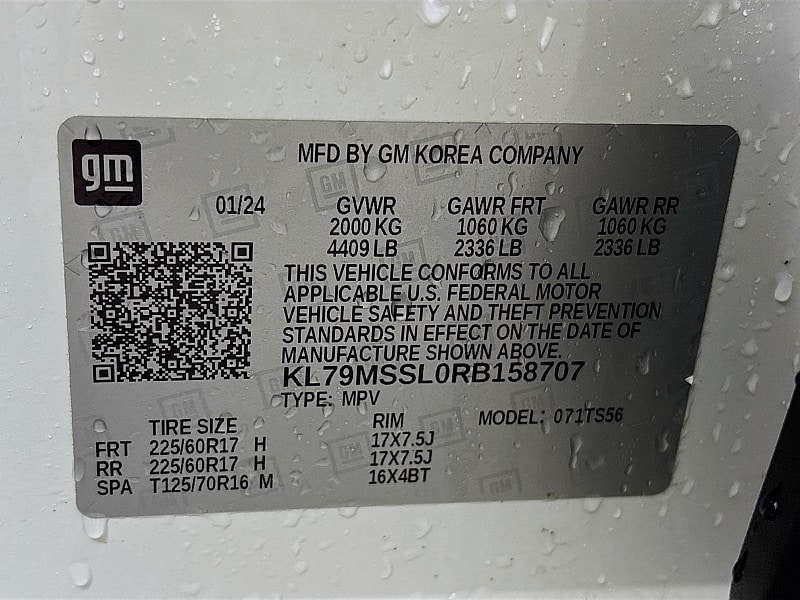 gm
MFD BY GM KOREA COMPANY
01/24 GVWR GAWR FRT GAWR RR
2000 KG 1060 KG 1060 KG
4409 LB 2336 LB 2336 LB
THIS VEHICLE CONFORMS TO ALL
APPLICABLE U.S. FEDERAL MOTOR
VEHICLE SAFETY AND THEFT PREVENTION
STANDARDS IN EFFECT ON THE DATE OF
MANUFACTURE SHOWN ABOVE.
KL79MSSL0RB158707
TYPE: MPV
TIRE SIZE RIM MODEL: 071TS56
FRT 225/60R17 H 17X7.5J
RR 225/60R17 H 17X7.5J
SPA T125/70R16 M 16X4BT